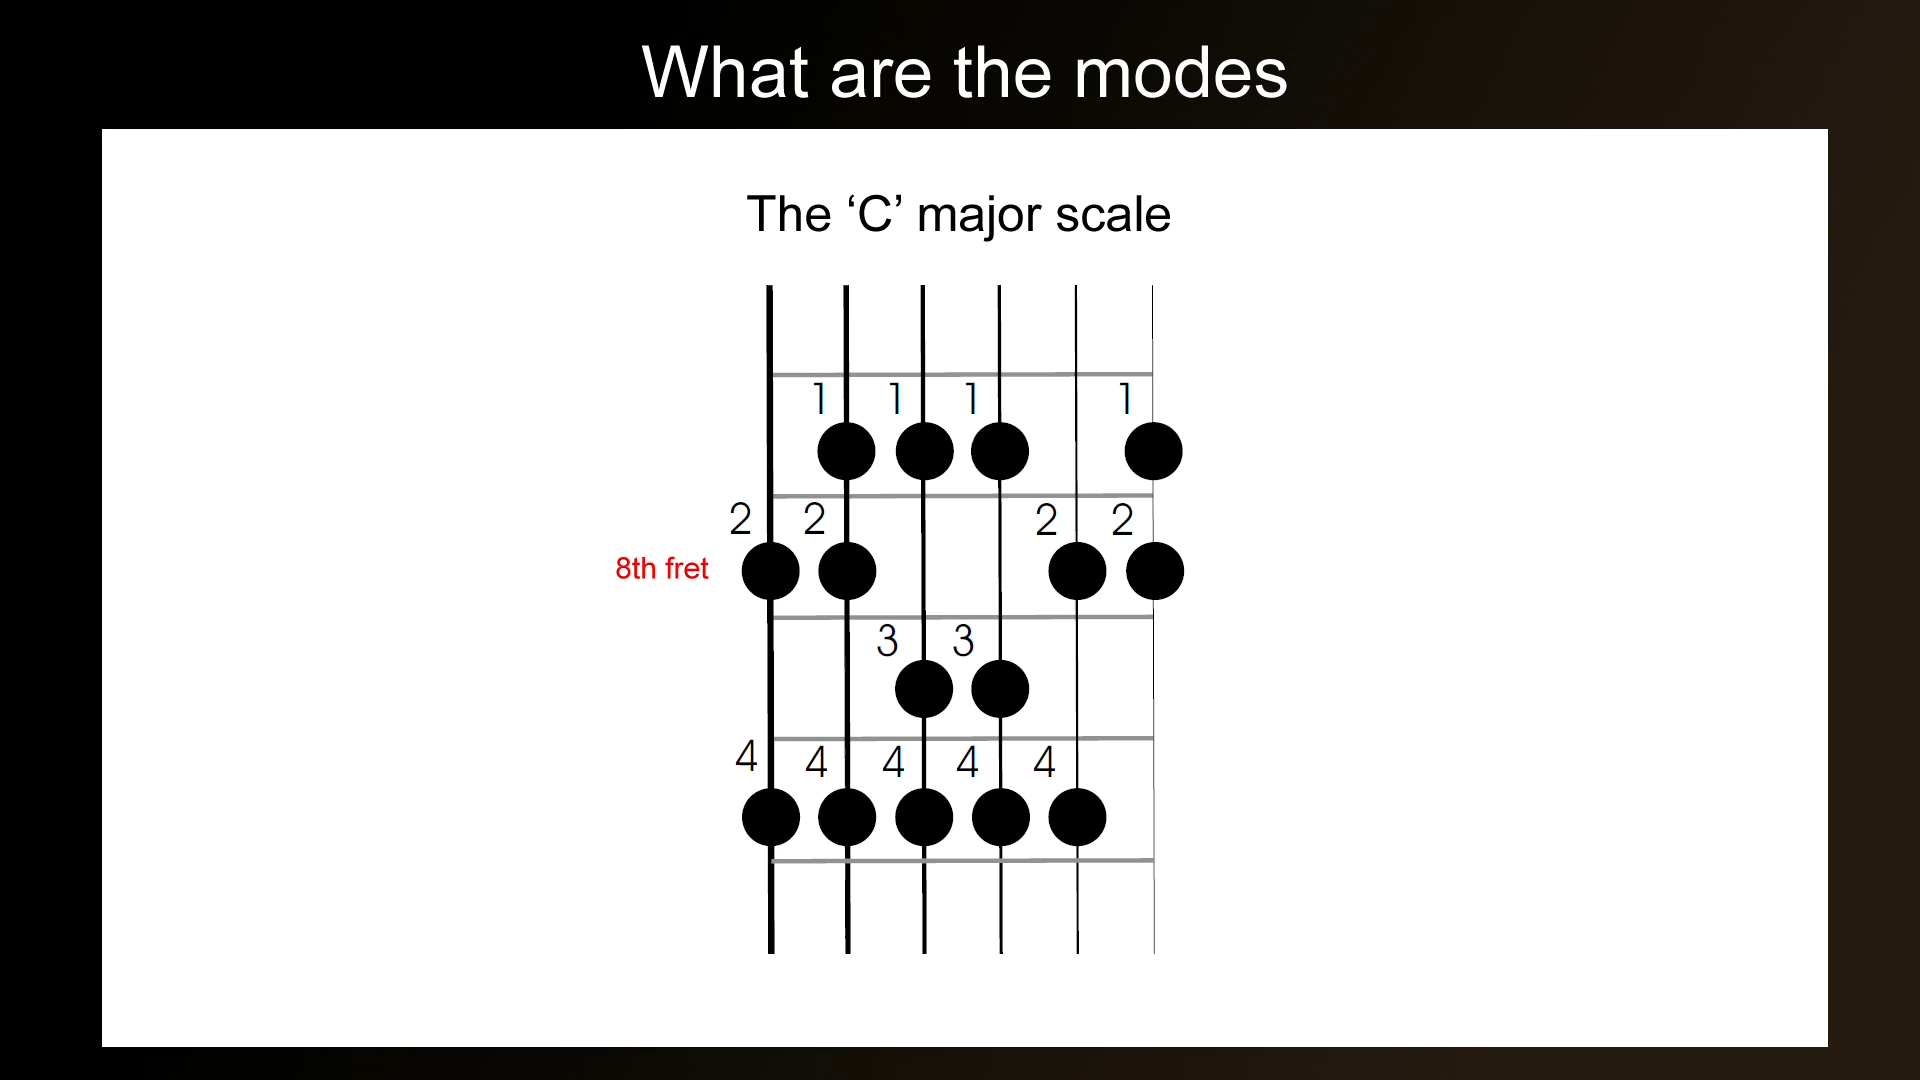 What are the modes
The ‘C’ major scale
1 1 1 1
2 2 2 2
8th fret
3 3
4 4 4 4 4